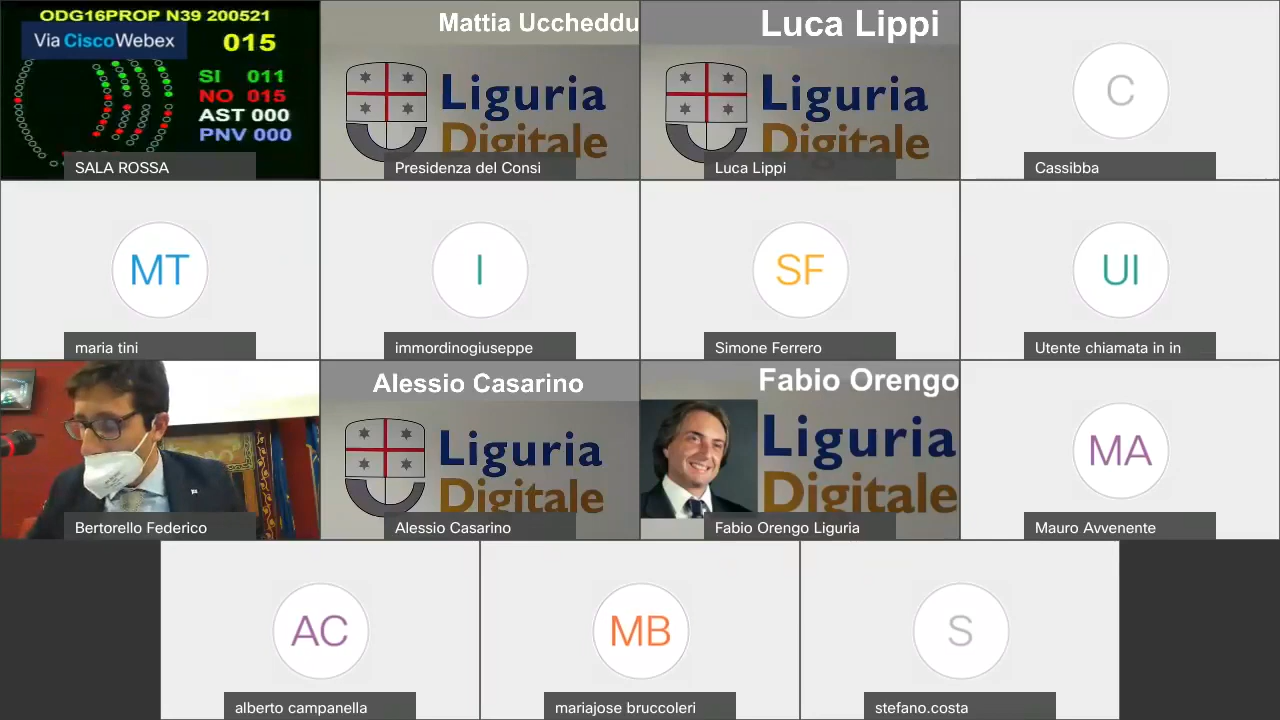 ODG16PROP N39 200521
Via Cisco Webex
015
SI 011
NO 015
AST 000
PNV 000
SALA ROSSA
Mattia Uccheddu
Liguria
Digitale
Presidenza del Consi
Luca Lippi
Liguria
Digitale
Luca Lippi
C
Cassibba
MT
maria tini
I
immordinogiuseppe
SF
Simone Ferrero
UI
Utente chiamata in in
Bertorello Federico
Alessio Casarino
Liguria
Digitale
Alessio Casarino
Fabio Orengo
Liguria
Digitale
Fabio Orengo Liguria
MA
Mauro Avvenente
AC
alberto campanella
MB
mariajose bruccoleri
S
stefano.costa